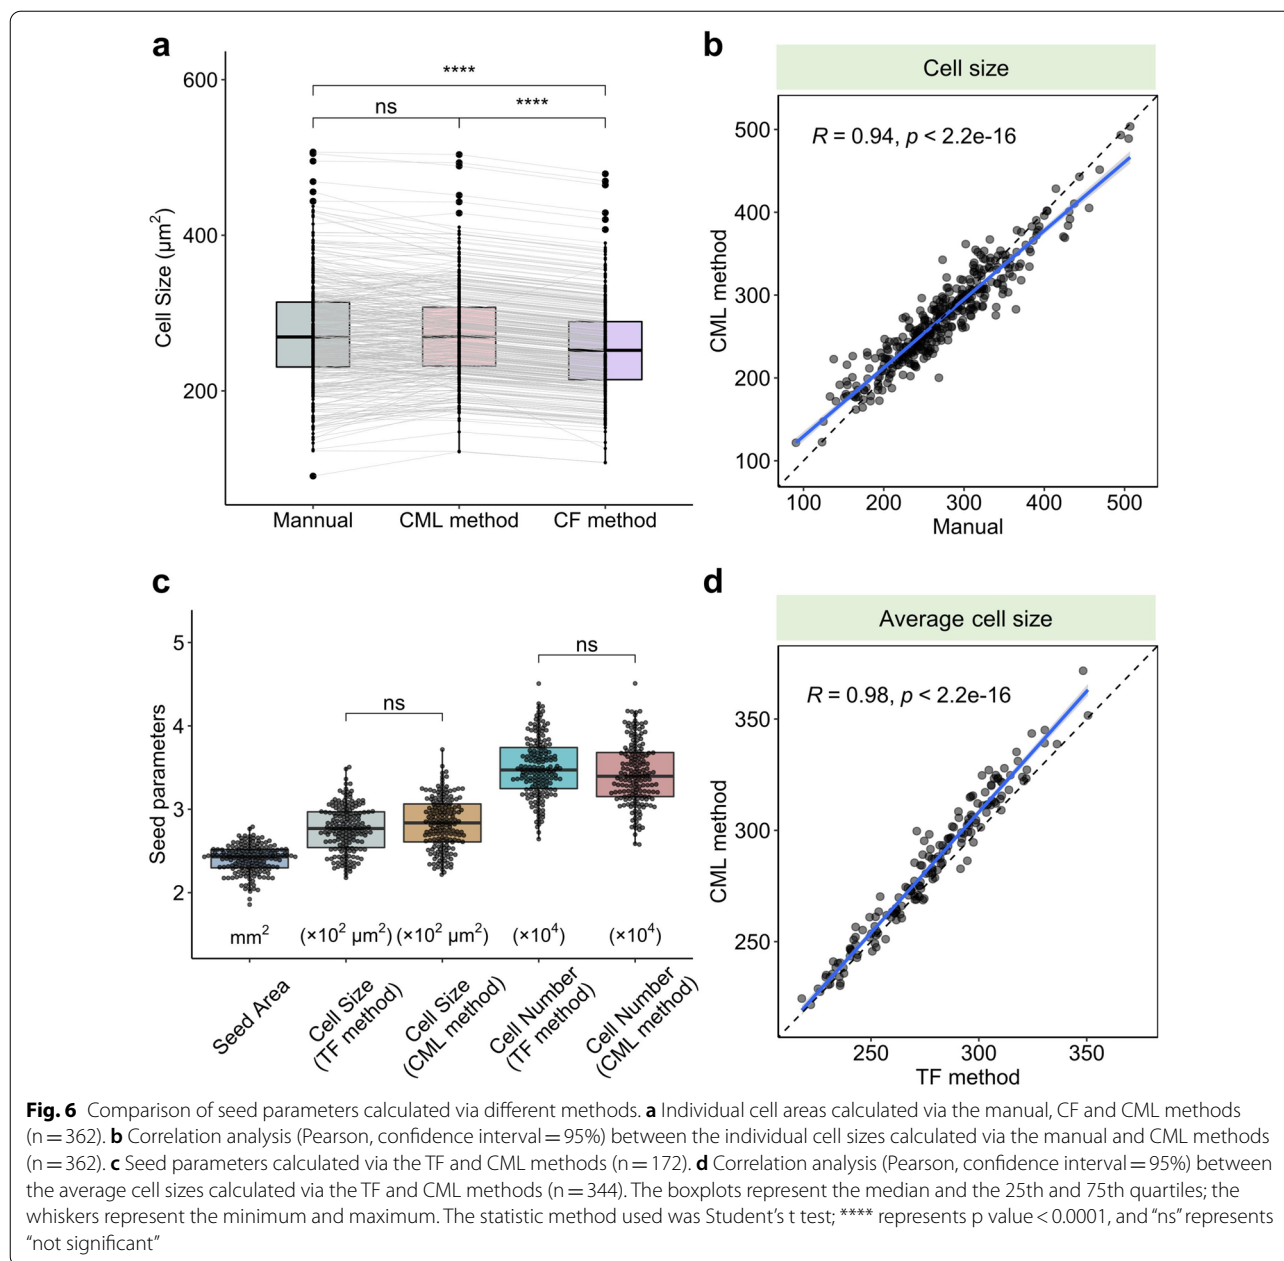 a
600
400
200
Cell Size (µm²)
****
ns
****
Mannual
CML method
CF method
b
Cell size
R = 0.94, p < 2.2e-16
500
400
300
200
100
CML method
100
200
300
400
500
Manual
c
5
4
3
2
Seed parameters
ns
ns
mm²
(×10² µm²)
(×10² µm²)
(×10⁴)
(×10⁴)
Seed Area
Cell Size
(TF method)
Cell Size
(CML method)
Cell Number
(TF method)
Cell Number
(CML method)
d
Average cell size
R = 0.98, p < 2.2e-16
350
300
250
CML method
250
300
350
TF method
Fig. 6 Comparison of seed parameters calculated via different methods. a Individual cell areas calculated via the manual, CF and CML methods
(n = 362). b Correlation analysis (Pearson, confidence interval = 95%) between the individual cell sizes calculated via the manual and CML methods
(n = 362). c Seed parameters calculated via the TF and CML methods (n = 172). d Correlation analysis (Pearson, confidence interval = 95%) between
the average cell sizes calculated via the TF and CML methods (n = 344). The boxplots represent the median and the 25th and 75th quartiles; the
whiskers represent the minimum and maximum. The statistic method used was Student's t test; **** represents p value < 0.0001, and "ns" represents
"not significant"